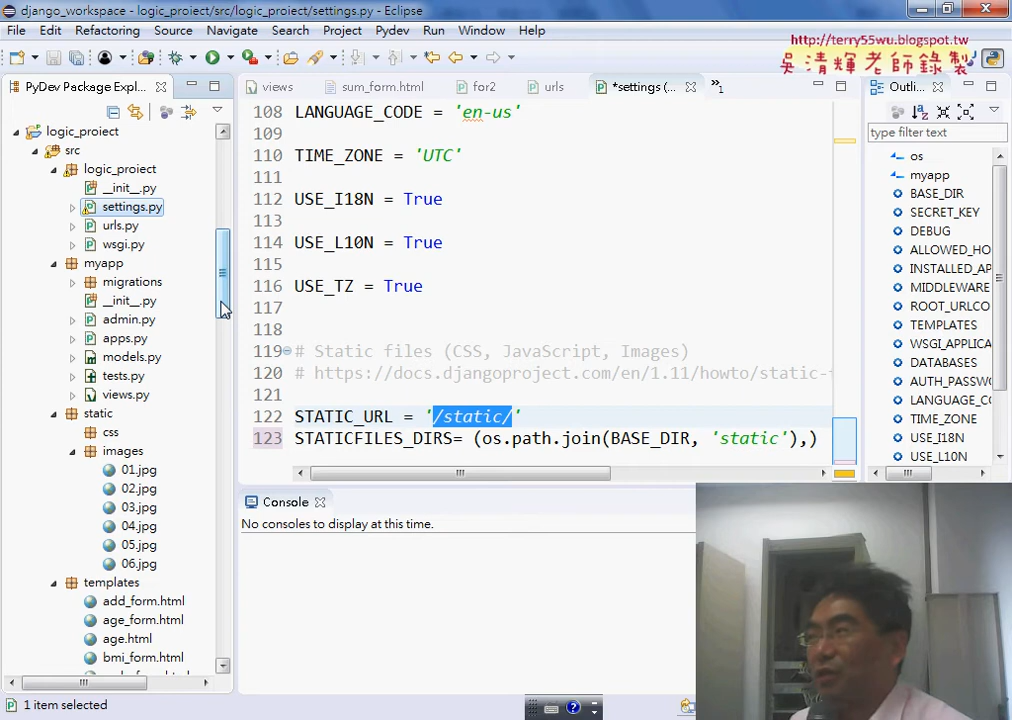 django_workspace - logic_proiect/src/logic_proiect/settings.py - Eclipse
File Edit Refactoring Source Navigate Search Project Pydev Run Window Help
http://terry55wu.blogspot.tw
吳清輝老師錄製
PyDev Package Expl...
views sum_form.html for2 urls *settings (... »1
Outli...
type filter text
logic_proiect
src
logic_proiect
__init__.py
settings.py
urls.py
wsgi.py
myapp
migrations
__init__.py
admin.py
apps.py
models.py
tests.py
views.py
static
css
images
01.jpg
02.jpg
03.jpg
04.jpg
05.jpg
06.jpg
templates
add_form.html
age_form.html
age.html
bmi_form.html
108 LANGUAGE_CODE = 'en-us'
109
110 TIME_ZONE = 'UTC'
111
112 USE_I18N = True
113
114 USE_L10N = True
115
116 USE_TZ = True
117
118
119 # Static files (CSS, JavaScript, Images)
120 # https://docs.djangoproject.com/en/1.11/howto/static-
121
122 STATIC_URL = '/static/'
123 STATICFILES_DIRS= (os.path.join(BASE_DIR, 'static'),)
os
myapp
BASE_DIR
SECRET_KEY
DEBUG
ALLOWED_HO
INSTALLED_AP
MIDDLEWARE
ROOT_URLCO
TEMPLATES
WSGI_APPLICA
DATABASES
AUTH_PASSW
LANGUAGE_C
TIME_ZONE
USE_I18N
USE_L10N
Console
No consoles to display at this time.
1 item selected